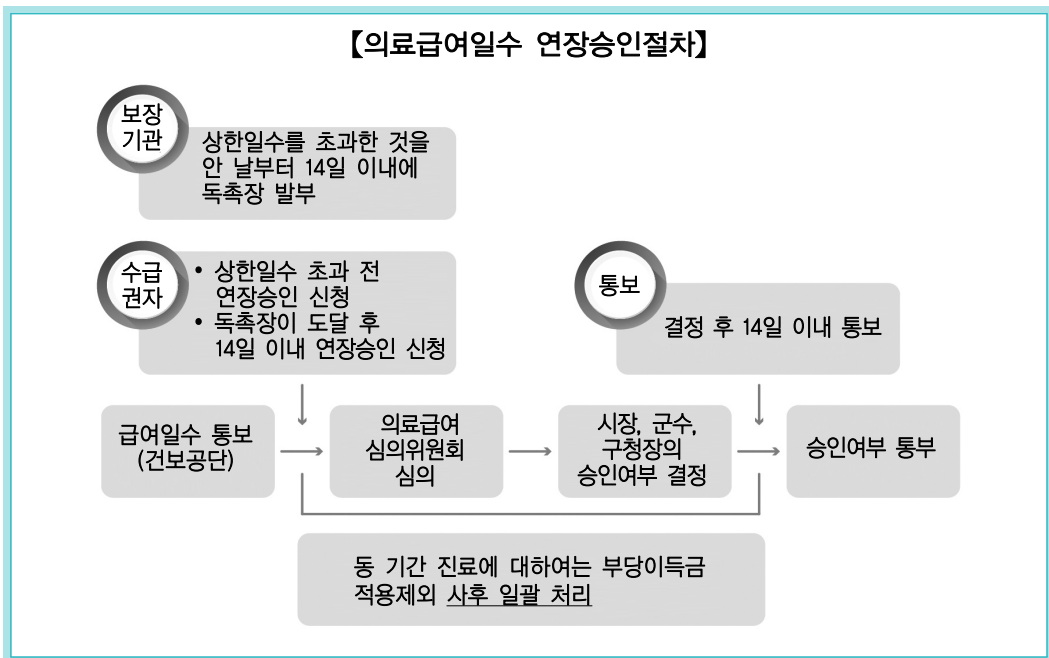 【의료급여일수 연장승인절차】
보장
기관
상한일수를 초과한 것을
안 날부터 14일 이내에
독촉장 발부
수급
권자
• 상한일수 초과 전
연장승인 신청
• 독촉장이 도달 후
14일 이내 연장승인 신청
통보
결정 후 14일 이내 통보
급여일수 통보
(건보공단)
의료급여
심의위원회
심의
시장, 군수,
구청장의
승인여부 결정
승인여부 통부
동 기간 진료에 대하여는 부당이득금
적용제외 사후 일괄 처리